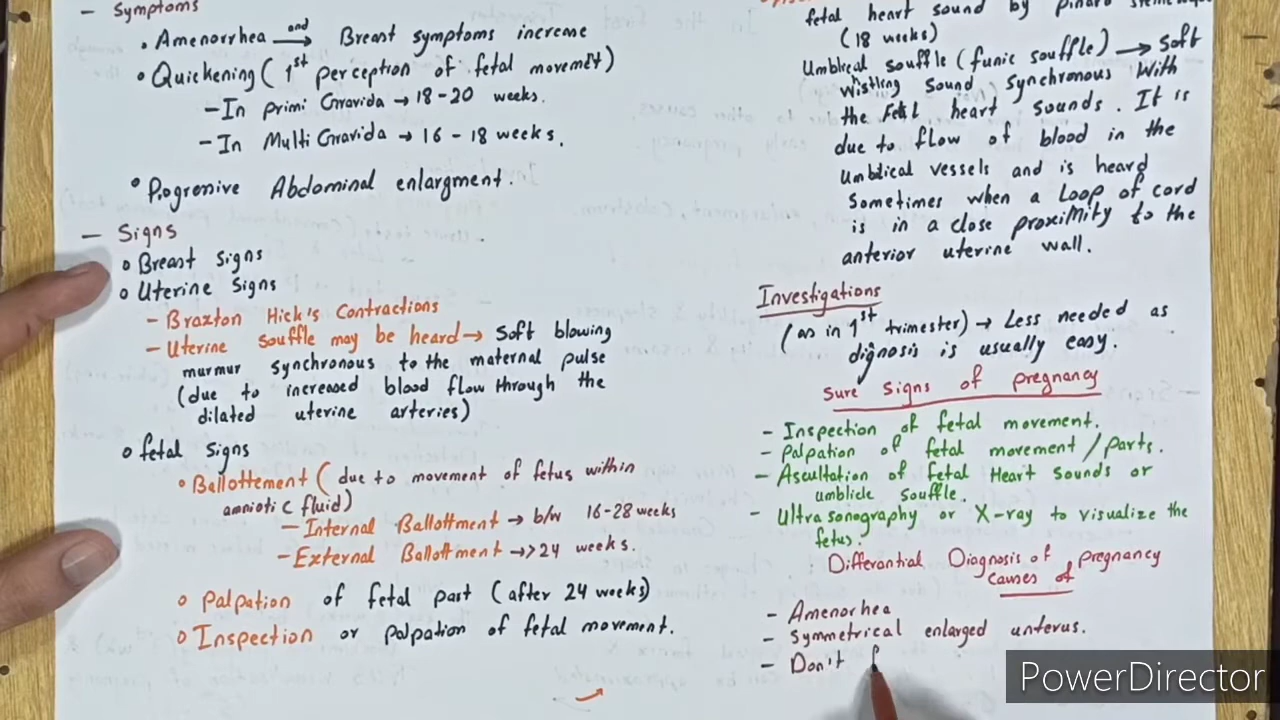 - Symptoms
• Amenorrhea and → Breast symptoms increase
• Quickening ( 1st perception of fetal movemet)
- In primi Gravida → 18-20 weeks.
- In Multi Gravida → 16 - 18 weeks.
• Progressive Abdominal enlargment.
- Signs
• Breast Signs
• Uterine Signs
- Braxton Hick's Contractions
- Uterine souffle may be heard → Soft blowing
murmur synchronous to the maternal pulse
(due to increased blood flow through the
dilated uterine arteries)
• fetal Signs
• Ballottement ( due to movement of fetus within
amniotic fluid)
- Internal Ballottment → b/w 16-28 weeks
- External Ballottment →> 24 weeks.
• Palpation of fetal part (after 24 weeks)
• Inspection or palpation of fetal movement.
fetal heart sound by pinard
(18 weeks)
Umblical souffle (funic souffle) → Soft
whistling Sound synchronous with
the fetal heart sounds. It is
due to flow of blood in the
umblical vessels and is heard
Sometimes when a Loop of cord
is in a close proximity to the
anterior uterine wall.
Investigations
(as in 1st trimester) → Less needed as
dignosis is usually easy.
Sure signs of pregnancy
- Inspection of fetal movement.
- Palpation of fetal movement / Parts.
- Ascultation of fetal Heart Sounds or
umblicle Souffle.
- Ultrasonography or X-ray to visualize the
fetus.
Differantial Diagnosis of pregnancy
causes of
- Amenorhea
- Symmetrical enlarged unterus.
- Don't
PowerDirector